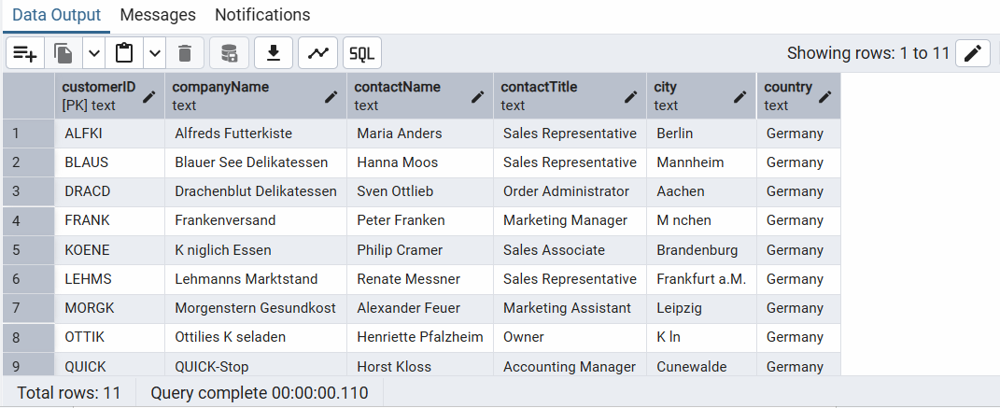 Data Output Messages Notifications
SQL Showing rows: 1 to 11
customerID companyName contactName contactTitle city country
[PK] text text text text text text
1 ALFKI Alfreds Futterkiste Maria Anders Sales Representative Berlin Germany
2 BLAUS Blauer See Delikatessen Hanna Moos Sales Representative Mannheim Germany
3 DRACD Drachenblut Delikatessen Sven Ottlieb Order Administrator Aachen Germany
4 FRANK Frankenversand Peter Franken Marketing Manager M nchen Germany
5 KOENE K niglich Essen Philip Cramer Sales Associate Brandenburg Germany
6 LEHMS Lehmanns Marktstand Renate Messner Sales Representative Frankfurt a.M. Germany
7 MORGK Morgenstern Gesundkost Alexander Feuer Marketing Assistant Leipzig Germany
8 OTTIK Ottilies K seladen Henriette Pfalzheim Owner K ln Germany
9 QUICK QUICK-Stop Horst Kloss Accounting Manager Cunewalde Germany
Total rows: 11 Query complete 00:00:00.110